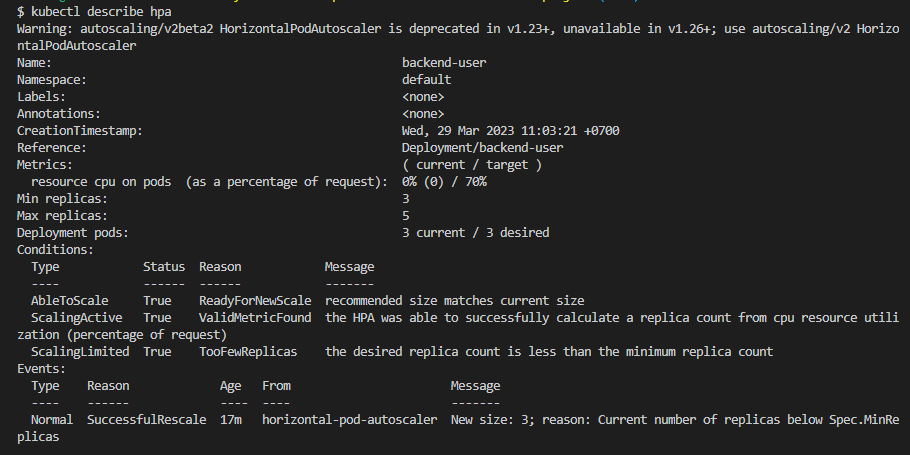 $ kubectl describe hpa
Warning: autoscaling/v2beta2 HorizontalPodAutoscaler is deprecated in v1.23+, unavailable in v1.26+; use autoscaling/v2 Horizo
ntalPodAutoscaler
Name:                                                  backend-user
Namespace:                                             default
Labels:                                                <none>
Annotations:                                           <none>
CreationTimestamp:                                     Wed, 29 Mar 2023 11:03:21 +0700
Reference:                                             Deployment/backend-user
Metrics:                                               ( current / target )
  resource cpu on pods  (as a percentage of request):  0% (0) / 70%
Min replicas:                                          3
Max replicas:                                          5
Deployment pods:                                       3 current / 3 desired
Conditions:
  Type            Status  Reason            Message
  ----            ------  ------            -------
  AbleToScale     True    ReadyForNewScale  recommended size matches current size
  ScalingActive   True    ValidMetricFound  the HPA was able to successfully calculate a replica count from cpu resource utili
zation (percentage of request)
  ScalingLimited  True    TooFewReplicas    the desired replica count is less than the minimum replica count
Events:
  Type    Reason             Age   From                       Message
  ----    ------             ----  ----                       -------
  Normal  SuccessfulRescale  17m   horizontal-pod-autoscaler  New size: 3; reason: Current number of replicas below Spec.MinRe
plicas